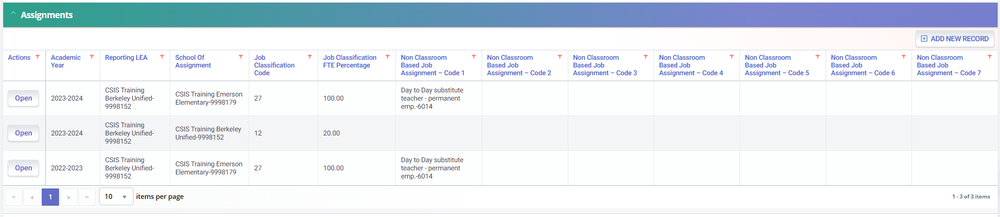 Assignments
ADD NEW RECORD
Actions
Academic
Year
Reporting LEA
School Of
Assignment
Job
Classification
Code
Job Classification
FTE Percentage
Non Classroom
Based Job
Assignment – Code 1
Non Classroom
Based Job
Assignment – Code 2
Non Classroom
Based Job
Assignment – Code 3
Non Classroom
Based Job
Assignment – Code 4
Non Classroom
Based Job
Assignment – Code 5
Non Classroom
Based Job
Assignment – Code 6
Non Classroom
Based Job
Assignment – Code 7
Open
2023-2024
CSIS Training
Berkeley Unified-
9998152
CSIS Training Emerson
Elementary-9998179
27
100.00
Day to Day substitute
teacher - permanent
emp.-6014
Open
2023-2024
CSIS Training
Berkeley Unified-
9998152
CSIS Training Berkeley
Unified-9998152
12
20.00
Open
2022-2023
CSIS Training
Berkeley Unified-
9998152
CSIS Training Emerson
Elementary-9998179
27
100.00
Day to Day substitute
teacher - permanent
emp.-6014
1
10
items per page
1 - 3 of 3 items